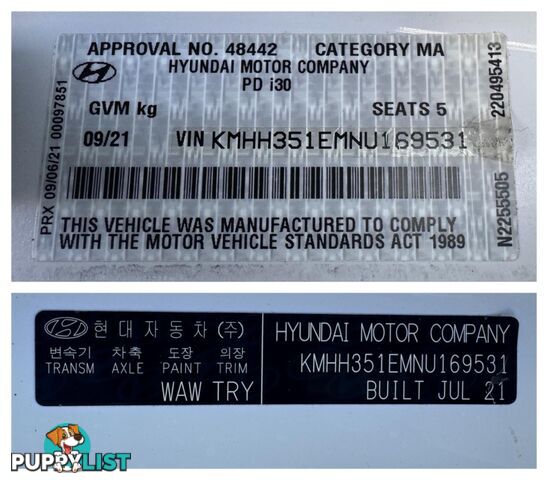 APPROVAL NO. 48442 CATEGORY MA
HYUNDAI MOTOR COMPANY
PD i30
GVM kg SEATS 5
09/21 VIN KMHH351EMNU169531
THIS VEHICLE WAS MANUFACTURED TO COMPLY
WITH THE MOTOR VEHICLE STANDARDS ACT 1989
PRX 09/06/21 00097851
220495413
N2255505
현대자동차(주) HYUNDAI MOTOR COMPANY
변속기 차축 도장 의장 KMHH351EMNU169531
TRANSM AXLE PAINT TRIM
WAW TRY BUILT JUL 21
PUPPYLIST